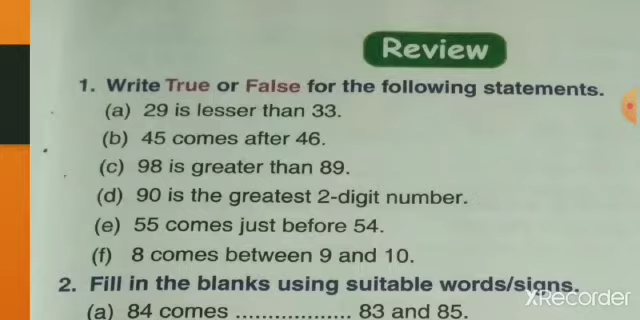 Review
1. Write True or False for the following statements.
(a) 29 is lesser than 33.
(b) 45 comes after 46.
(c) 98 is greater than 89.
(d) 90 is the greatest 2-digit number.
(e) 55 comes just before 54.
(f) 8 comes between 9 and 10.
2. Fill in the blanks using suitable words/signs.
(a) 84 comes .................. 83 and 85.
XRecorder